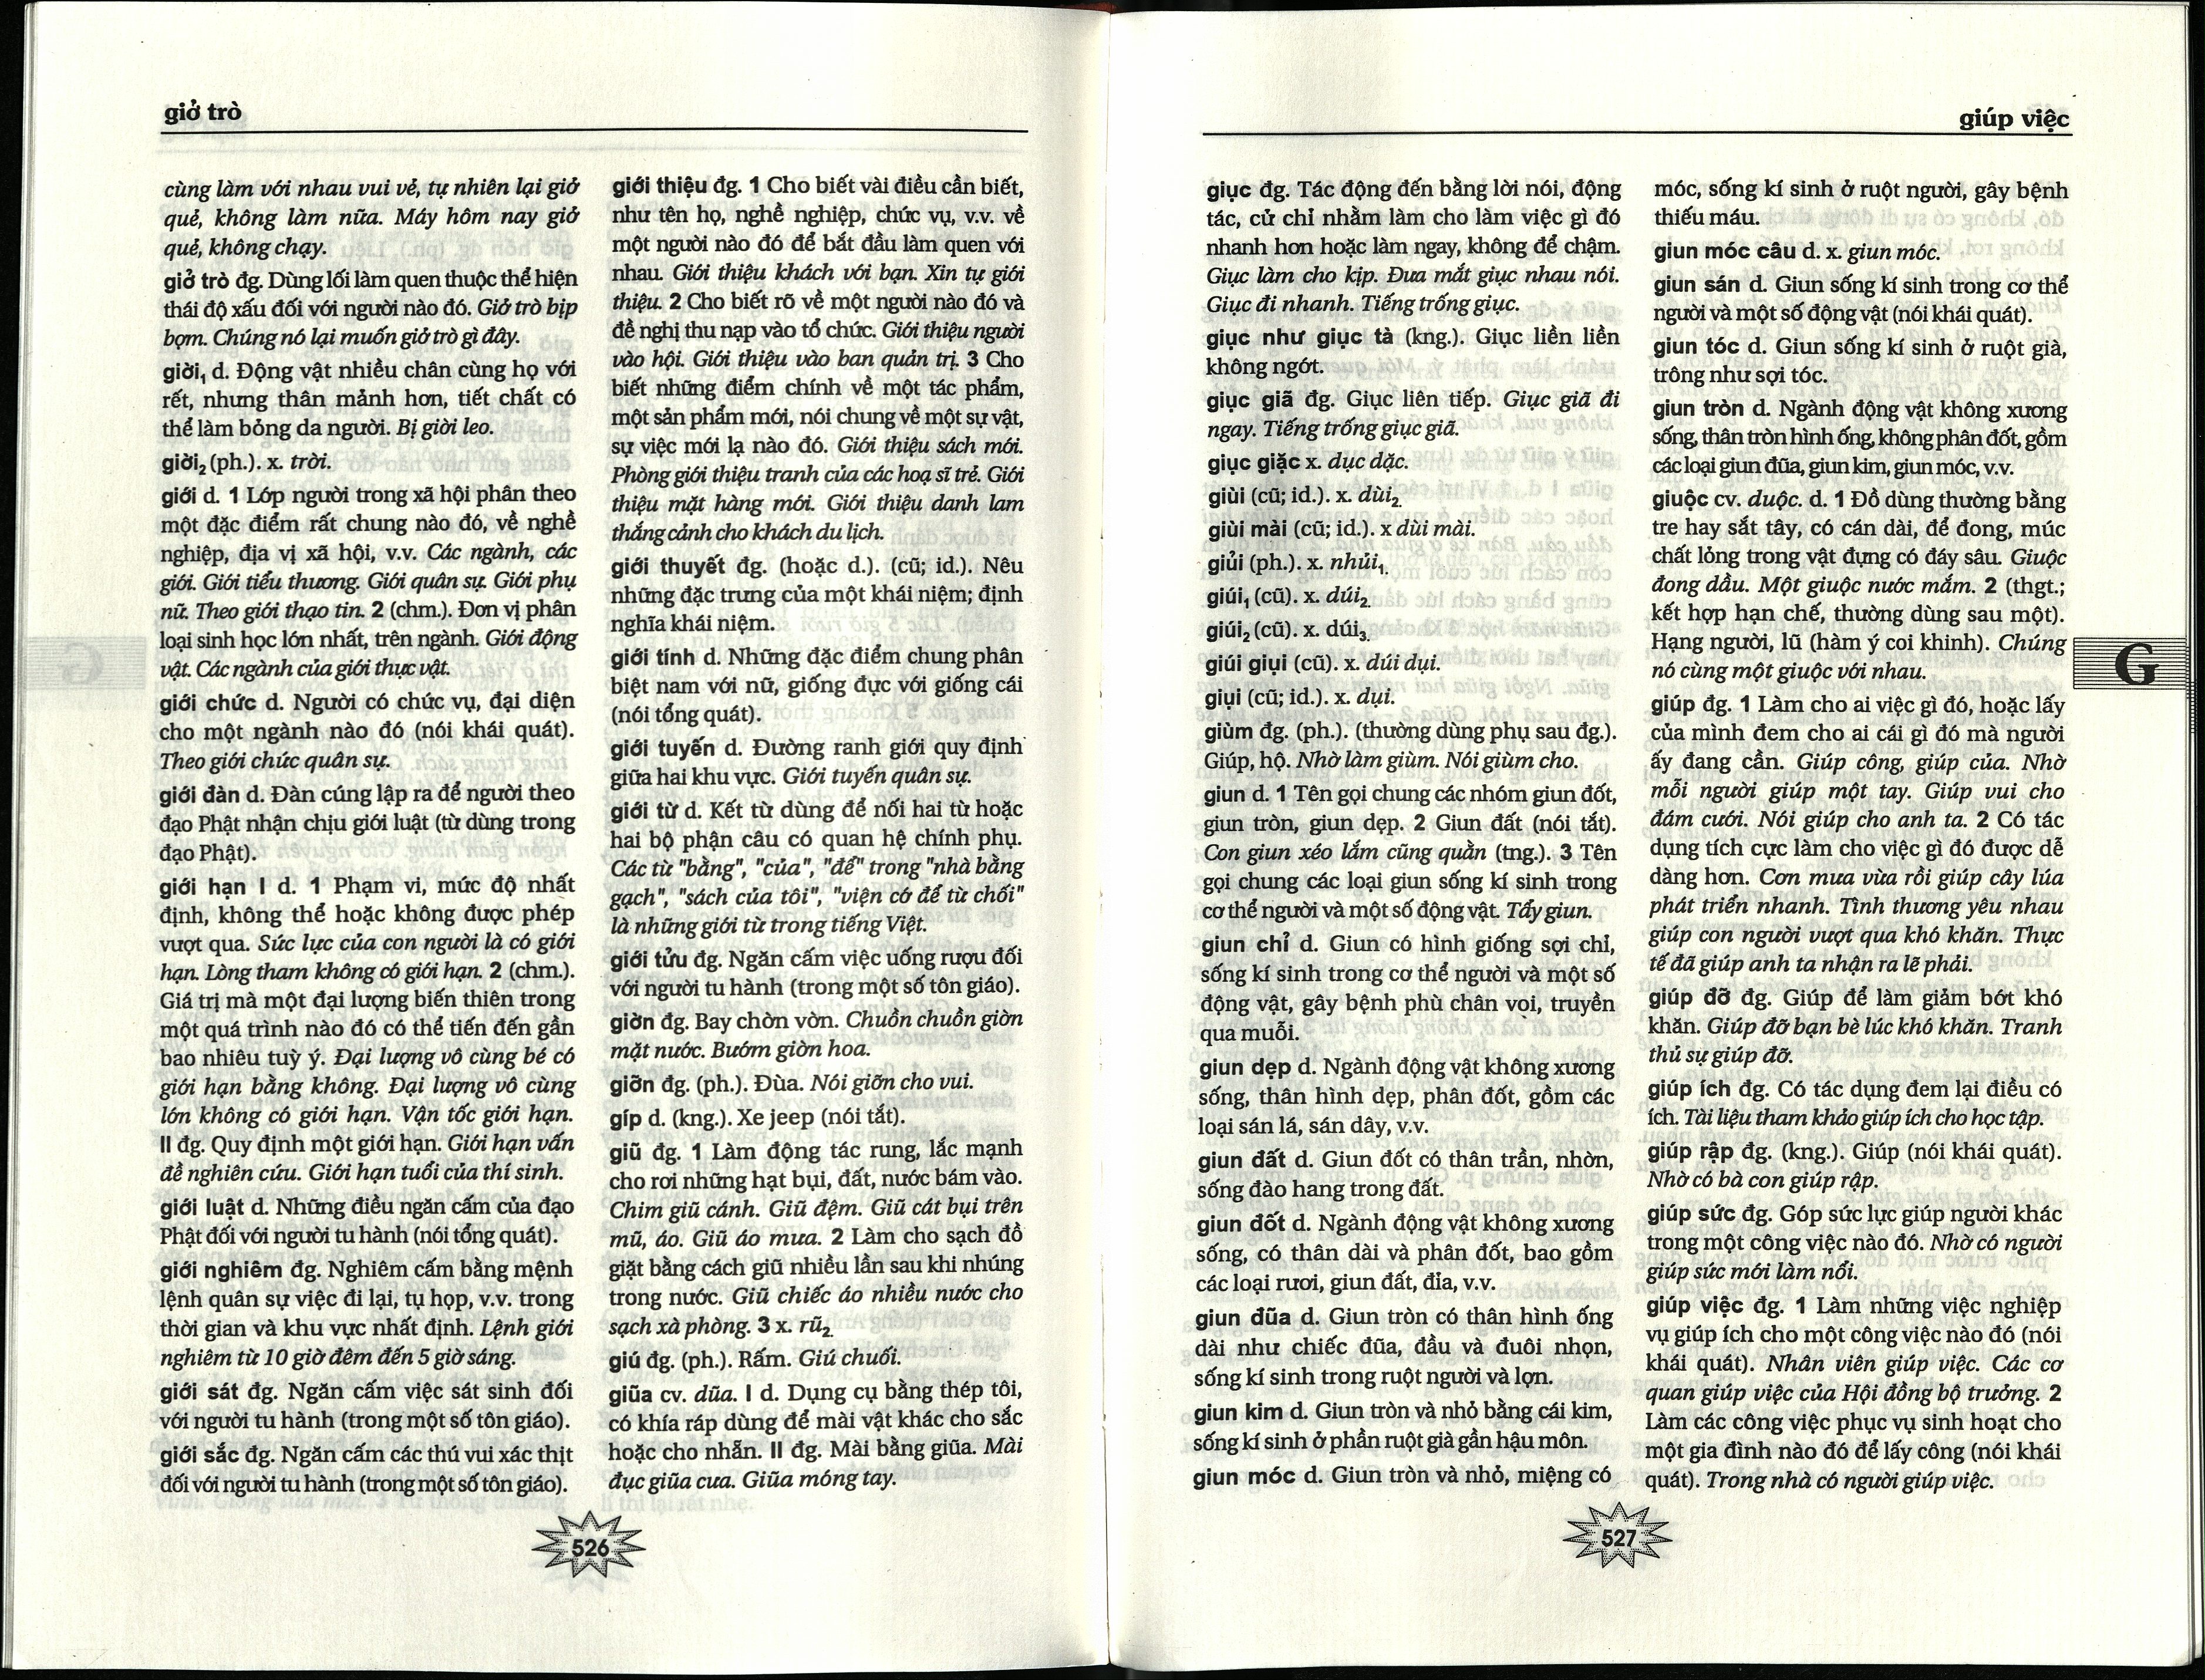 giở trò
cùng làm với nhau vui vẻ, tự nhiên lại giở
quẻ, không làm nữa. Máy hôm nay giở
quẻ, không chạy.
giở trò đg. Dùng lối làm quen thuộc thể hiện
thái độ xấu đối với người nào đó. Giở trò bịp
bợm. Chúng nó lại muốn giở trò gì đây.
giời₁ d. Động vật nhiều chân cùng họ với
rết, nhưng thân mảnh hơn, tiết chất có
thể làm bỏng da người. Bị giời leo.
giời₂ (ph.). x. trời.
giới d. 1 Lớp người trong xã hội phân theo
một đặc điểm rất chung nào đó, về nghề
nghiệp, địa vị xã hội, v.v. Các ngành, các
giới. Giới tiểu thương. Giới quân sự. Giới phụ
nữ. Theo giới thạo tin. 2 (chm.). Đơn vị phân
loại sinh học lớn nhất, trên ngành. Giới động
vật. Các ngành của giới thực vật.
giới chức d. Người có chức vụ, đại diện
cho một ngành nào đó (nói khái quát).
Theo giới chức quân sự.
giới đàn d. Đàn cúng lập ra để người theo
đạo Phật nhận chịu giới luật (từ dùng trong
đạo Phật).
giới hạn I d. 1 Phạm vi, mức độ nhất
định, không thể hoặc không được phép
vượt qua. Sức lực của con người là có giới
hạn. Lòng tham không có giới hạn. 2 (chm.).
Giá trị mà một đại lượng biến thiên trong
một quá trình nào đó có thể tiến đến gần
bao nhiêu tuỳ ý. Đại lượng vô cùng bé có
giới hạn bằng không. Đại lượng vô cùng
lớn không có giới hạn. Vận tốc giới hạn.
II đg. Quy định một giới hạn. Giới hạn vấn
đề nghiên cứu. Giới hạn tuổi của thí sinh.
giới luật d. Những điều ngăn cấm của đạo
Phật đối với người tu hành (nói tổng quát).
giới nghiêm đg. Nghiêm cấm bằng mệnh
lệnh quân sự việc đi lại, tụ họp, v.v. trong
thời gian và khu vực nhất định. Lệnh giới
nghiêm từ 10 giờ đêm đến 5 giờ sáng.
giới sát đg. Ngăn cấm việc sát sinh đối
với người tu hành (trong một số tôn giáo).
giới sắc đg. Ngăn cấm các thú vui xác thịt
đối với người tu hành (trong một số tôn giáo).
giới thiệu đg. 1 Cho biết vài điều cần biết,
như tên họ, nghề nghiệp, chức vụ, v.v. về
một người nào đó để bắt đầu làm quen với
nhau. Giới thiệu khách với bạn. Xin tự giới
thiệu. 2 Cho biết rõ về một người nào đó và
đề nghị thu nạp vào tổ chức. Giới thiệu người
vào hội. Giới thiệu vào ban quản trị. 3 Cho
biết những điểm chính về một tác phẩm,
một sản phẩm mới, nói chung về một sự vật,
sự việc mới lạ nào đó. Giới thiệu sách mới.
Phòng giới thiệu tranh của các hoạ sĩ trẻ. Giới
thiệu mặt hàng mới. Giới thiệu danh lam
thắng cảnh cho khách du lịch.
giới thuyết đg. (hoặc d.). (cũ; id.). Nêu
những đặc trưng của một khái niệm; định
nghĩa khái niệm.
giới tính d. Những đặc điểm chung phân
biệt nam với nữ, giống đực với giống cái
(nói tổng quát).
giới tuyến d. Đường ranh giới quy định
giữa hai khu vực. Giới tuyến quân sự.
giới từ d. Kết từ dùng để nối hai từ hoặc
hai bộ phận câu có quan hệ chính phụ.
Các từ "bằng", "của", "để" trong "nhà bằng
gạch", "sách của tôi", "viện cớ để từ chối"
là những giới từ trong tiếng Việt.
giới tửu đg. Ngăn cấm việc uống rượu đối
với người tu hành (trong một số tôn giáo).
giờn đg. Bay chờn vờn. Chuồn chuồn giờn
mặt nước. Bướm giờn hoa.
giỡn đg. (ph.). Đùa. Nói giỡn cho vui.
gíp d. (kng.). Xe jeep (nói tắt).
giũ đg. 1 Làm động tác rung, lắc mạnh
cho rơi những hạt bụi, đất, nước bám vào.
Chim giũ cánh. Giũ đệm. Giũ cát bụi trên
mũ, áo. Giũ áo mưa. 2 Làm cho sạch đồ
giặt bằng cách giũ nhiều lần sau khi nhúng
trong nước. Giũ chiếc áo nhiều nước cho
sạch xà phòng. 3 x. rũ₂.
giú đg. (ph.). Rấm. Giú chuối.
giũa cv. dũa. I d. Dụng cụ bằng thép tôi,
có khía ráp dùng để mài vật khác cho sắc
hoặc cho nhẵn. II đg. Mài bằng giũa. Mài
đục giũa cua. Giũa móng tay.
526
giúp việc
giục đg. Tác động đến bằng lời nói, động
tác, cử chỉ nhằm làm cho làm việc gì đó
nhanh hơn hoặc làm ngay, không để chậm.
Giục làm cho kịp. Đưa mắt giục nhau nói.
Giục đi nhanh. Tiếng trống giục.
giục như giục tà (kng.). Giục liền liền
không ngớt.
giục giã đg. Giục liên tiếp. Giục giã đi
ngay. Tiếng trống giục giã.
giục giặc x. dục dặc.
giùi (cũ; id.). x. dùi₂.
giùi mài (cũ; id.). x dùi mài.
giủi (ph.). x. nhủi₁.
giúi₁ (cũ). x. dúi₂.
giúi₂ (cũ). x. dúi₃.
giúi giụi (cũ). x. dúi dụi.
giụi (cũ; id.). x. dụi.
giùm đg. (ph.). (thường dùng phụ sau đg.).
Giúp, hộ. Nhờ làm giùm. Nói giùm cho.
giun d. 1 Tên gọi chung các nhóm giun đốt,
giun tròn, giun dẹp. 2 Giun đất (nói tắt).
Con giun xéo lắm cũng quằn (tng.). 3 Tên
gọi chung các loại giun sống kí sinh trong
cơ thể người và một số động vật. Tẩy giun.
giun chỉ d. Giun có hình giống sợi chỉ,
sống kí sinh trong cơ thể người và một số
động vật, gây bệnh phù chân voi, truyền
qua muỗi.
giun dẹp d. Ngành động vật không xương
sống, thân hình dẹp, phân đốt, gồm các
loại sán lá, sán dây, v.v.
giun đất d. Giun đốt có thân trần, nhờn,
sống đào hang trong đất.
giun đốt d. Ngành động vật không xương
sống, có thân dài và phân đốt, bao gồm
các loại rươi, giun đất, đỉa, v.v.
giun đũa d. Giun tròn có thân hình ống
dài như chiếc đũa, đầu và đuôi nhọn,
sống kí sinh trong ruột người và lợn.
giun kim d. Giun tròn và nhỏ bằng cái kim,
sống kí sinh ở phần ruột già gần hậu môn.
giun móc d. Giun tròn và nhỏ, miệng có
móc, sống kí sinh ở ruột người, gây bệnh
thiếu máu.
giun móc câu d. x. giun móc.
giun sán d. Giun sống kí sinh trong cơ thể
người và một số động vật (nói khái quát).
giun tóc d. Giun sống kí sinh ở ruột già,
trông như sợi tóc.
giun tròn d. Ngành động vật không xương
sống, thân tròn hình ống, không phân đốt, gồm
các loại giun đũa, giun kim, giun móc, v.v.
giuộc cv. duộc. d. 1 Đồ dùng thường bằng
tre hay sắt tây, có cán dài, để đong, múc
chất lỏng trong vật đựng có đáy sâu. Giuộc
đong dầu. Một giuộc nước mắm. 2 (thgt.;
kết hợp hạn chế, thường dùng sau một).
Hạng người, lũ (hàm ý coi khinh). Chúng
nó cùng một giuộc với nhau.
giúp đg. 1 Làm cho ai việc gì đó, hoặc lấy
của mình đem cho ai cái gì đó mà người
ấy đang cần. Giúp công, giúp của. Nhờ
mỗi người giúp một tay. Giúp vui cho
đám cưới. Nói giúp cho anh ta. 2 Có tác
dụng tích cực làm cho việc gì đó được dễ
dàng hơn. Cơn mưa vừa rồi giúp cây lúa
phát triển nhanh. Tình thương yêu nhau
giúp con người vượt qua khó khăn. Thực
tế đã giúp anh ta nhận ra lẽ phải.
giúp đỡ đg. Giúp để làm giảm bớt khó
khăn. Giúp đỡ bạn bè lúc khó khăn. Tranh
thủ sự giúp đỡ.
giúp ích đg. Có tác dụng đem lại điều có
ích. Tài liệu tham khảo giúp ích cho học tập.
giúp rập đg. (kng.). Giúp (nói khái quát).
Nhờ có bà con giúp rập.
giúp sức đg. Góp sức lực giúp người khác
trong một công việc nào đó. Nhờ có người
giúp sức mới làm nổi.
giúp việc đg. 1 Làm những việc nghiệp
vụ giúp ích cho một công việc nào đó (nói
khái quát). Nhân viên giúp việc. Các cơ
quan giúp việc của Hội đồng bộ trưởng. 2
Làm các công việc phục vụ sinh hoạt cho
một gia đình nào đó để lấy công (nói khái
quát). Trong nhà có người giúp việc.
G
527